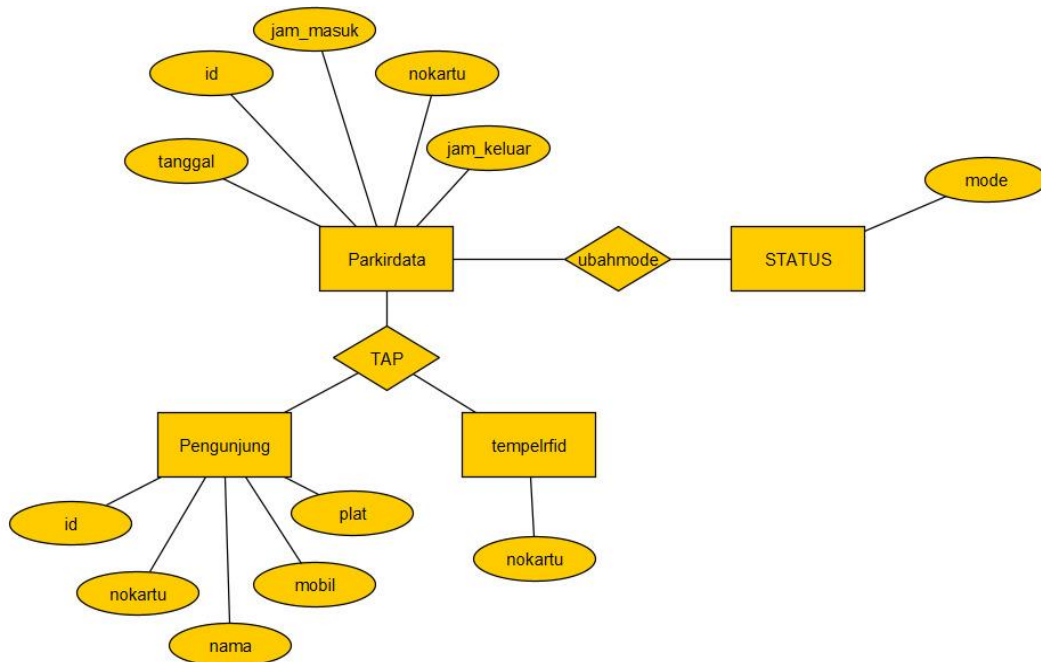 jam_masuk
id
nokartu
jam_keluar
tanggal
mode
Parkirdata
ubahmode
STATUS
TAP
Pengunjung
tempelrfid
id
plat
nokartu
mobil
nokartu
nama